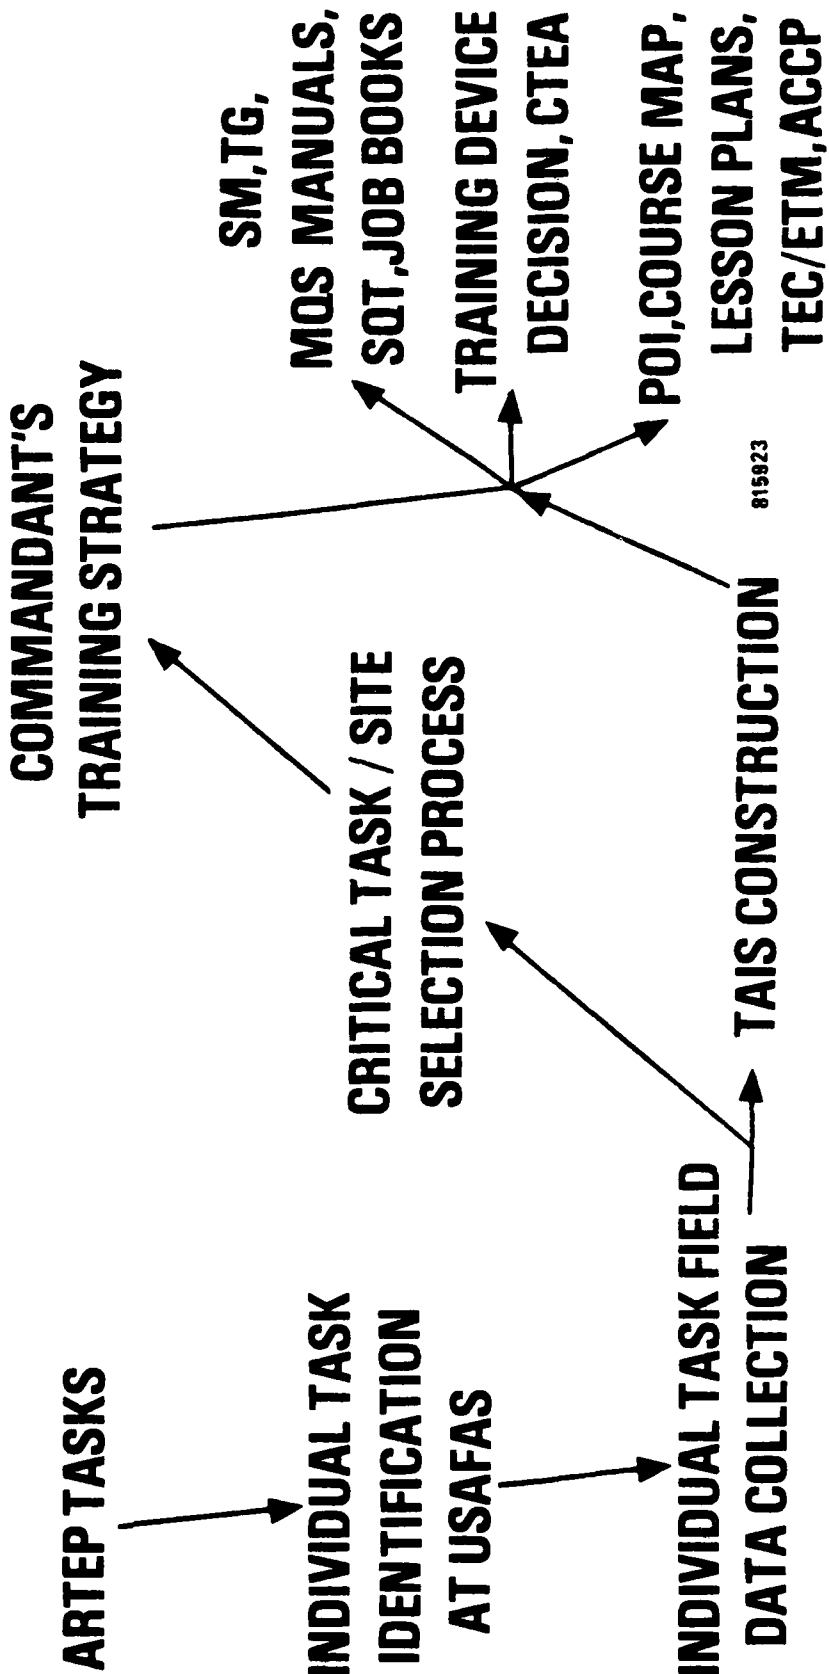 ARTEP TASKS
INDIVIDUAL TASK
IDENTIFICATION
AT USAFAS
INDIVIDUAL TASK FIELD
DATA COLLECTION
CRITICAL TASK / SITE
SELECTION PROCESS
TAIS CONSTRUCTION
COMMANDANT'S
TRAINING STRATEGY
SM,TG,
MQS MANUALS,
SQT,JOB BOOKS
TRAINING DEVICE
DECISION,CTEA
POI,COURSE MAP,
LESSON PLANS,
TEC/ETM,ACCP
815923